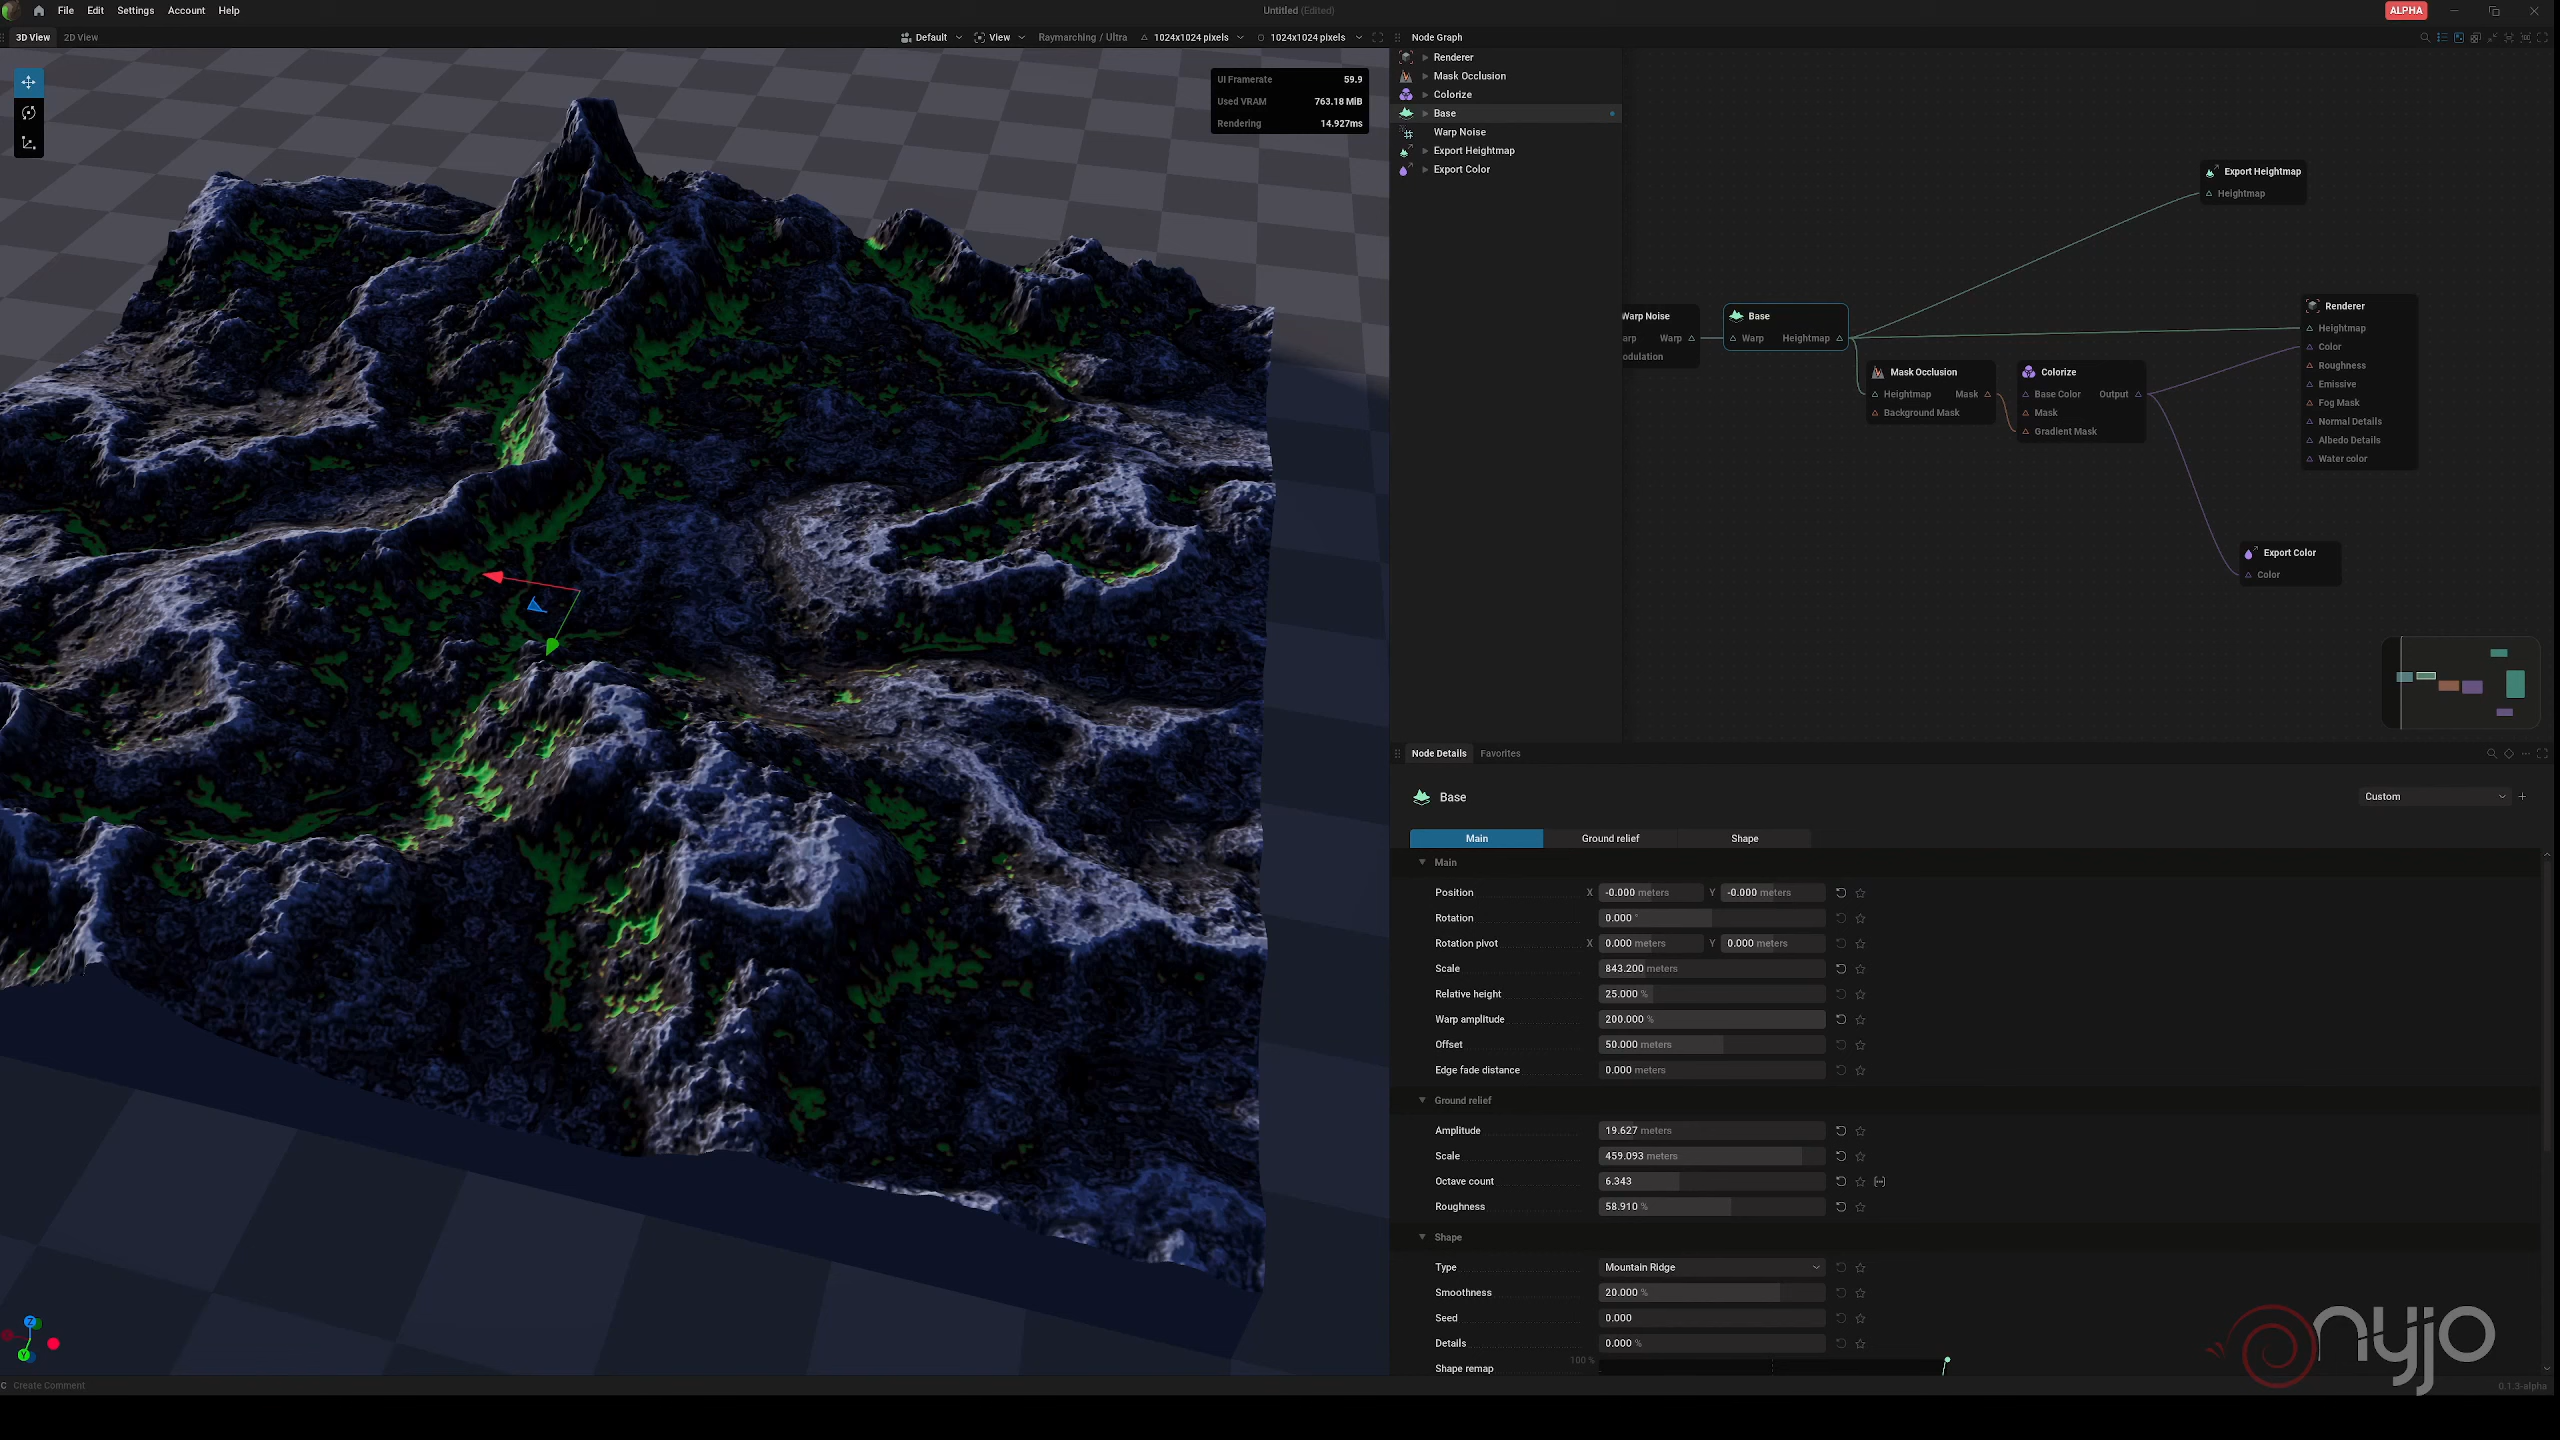 File Edit Settings Account Help
Untitled (Edited)
ALPHA
3D View 2D View
Default View Raymarching / Ultra 1024x1024 pixels 1024x1024 pixels
UI Framerate 59.9
Used VRAM 763.18 MiB
Rendering 14.927ms
Node Graph
Renderer
Mask Occlusion
Colorize
Base
Warp Noise
Export Heightmap
Export Color
Export Heightmap
Heightmap
Warp Noise
arp Warp
odulation
Base
Warp Heightmap
Mask Occlusion
Heightmap Mask
Background Mask
Colorize
Base Color Output
Mask
Gradient Mask
Renderer
Heightmap
Color
Roughness
Emissive
Fog Mask
Normal Details
Albedo Details
Water color
Export Color
Color
Node Details Favorites
Base
Custom
Main Ground relief Shape
Main
Position X -0.000 meters Y -0.000 meters
Rotation 0.000 °
Rotation pivot X 0.000 meters Y 0.000 meters
Scale 843.200 meters
Relative height 25.000 %
Warp amplitude 200.000 %
Offset 50.000 meters
Edge fade distance 0.000 meters
Ground relief
Amplitude 19.627 meters
Scale 459.093 meters
Octave count 6.343
Roughness 58.910 %
Shape
Type Mountain Ridge
Smoothness 20.000 %
Seed 0.000
Details 0.000 %
Shape remap 100 %
Z
Y
nyjo
C Create Comment
0.1.3-alpha